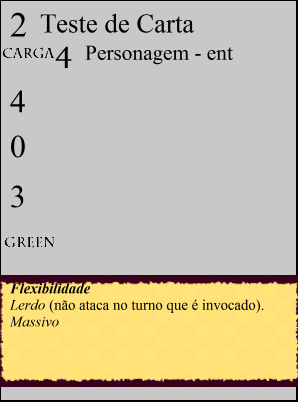 2 Teste de Carta
CARGA 4 Personagem - ent
4
0
3
GREEN
Flexibilidade
Lerdo (não ataca no turno que é invocado).
Massivo